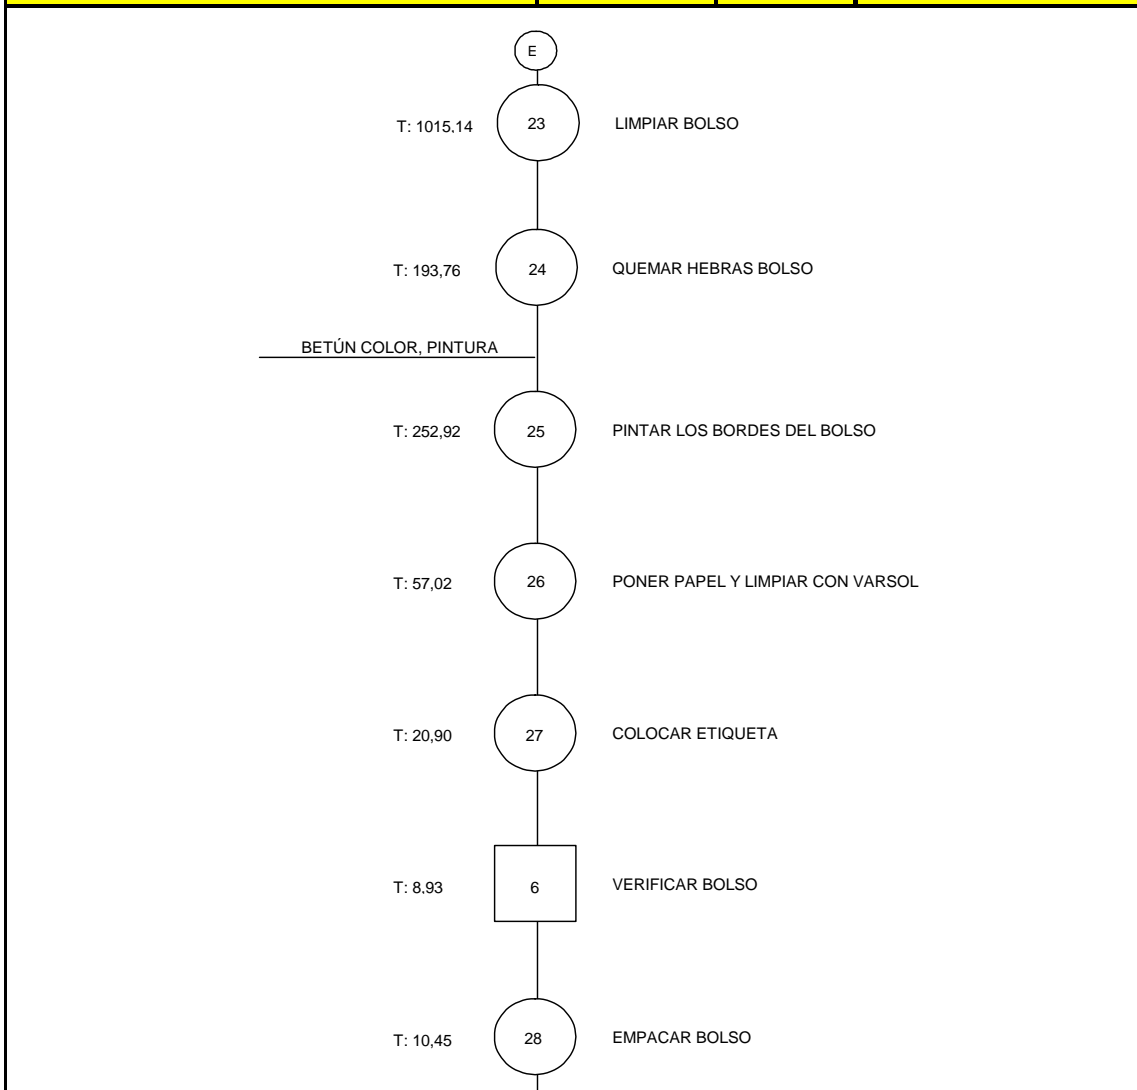 E
T: 1015,14 23 LIMPIAR BOLSO
T: 193,76 24 QUEMAR HEBRAS BOLSO
BETÚN COLOR, PINTURA
T: 252,92 25 PINTAR LOS BORDES DEL BOLSO
T: 57,02 26 PONER PAPEL Y LIMPIAR CON VARSOL
T: 20,90 27 COLOCAR ETIQUETA
T: 8,93 6 VERIFICAR BOLSO
T: 10,45 28 EMPACAR BOLSO